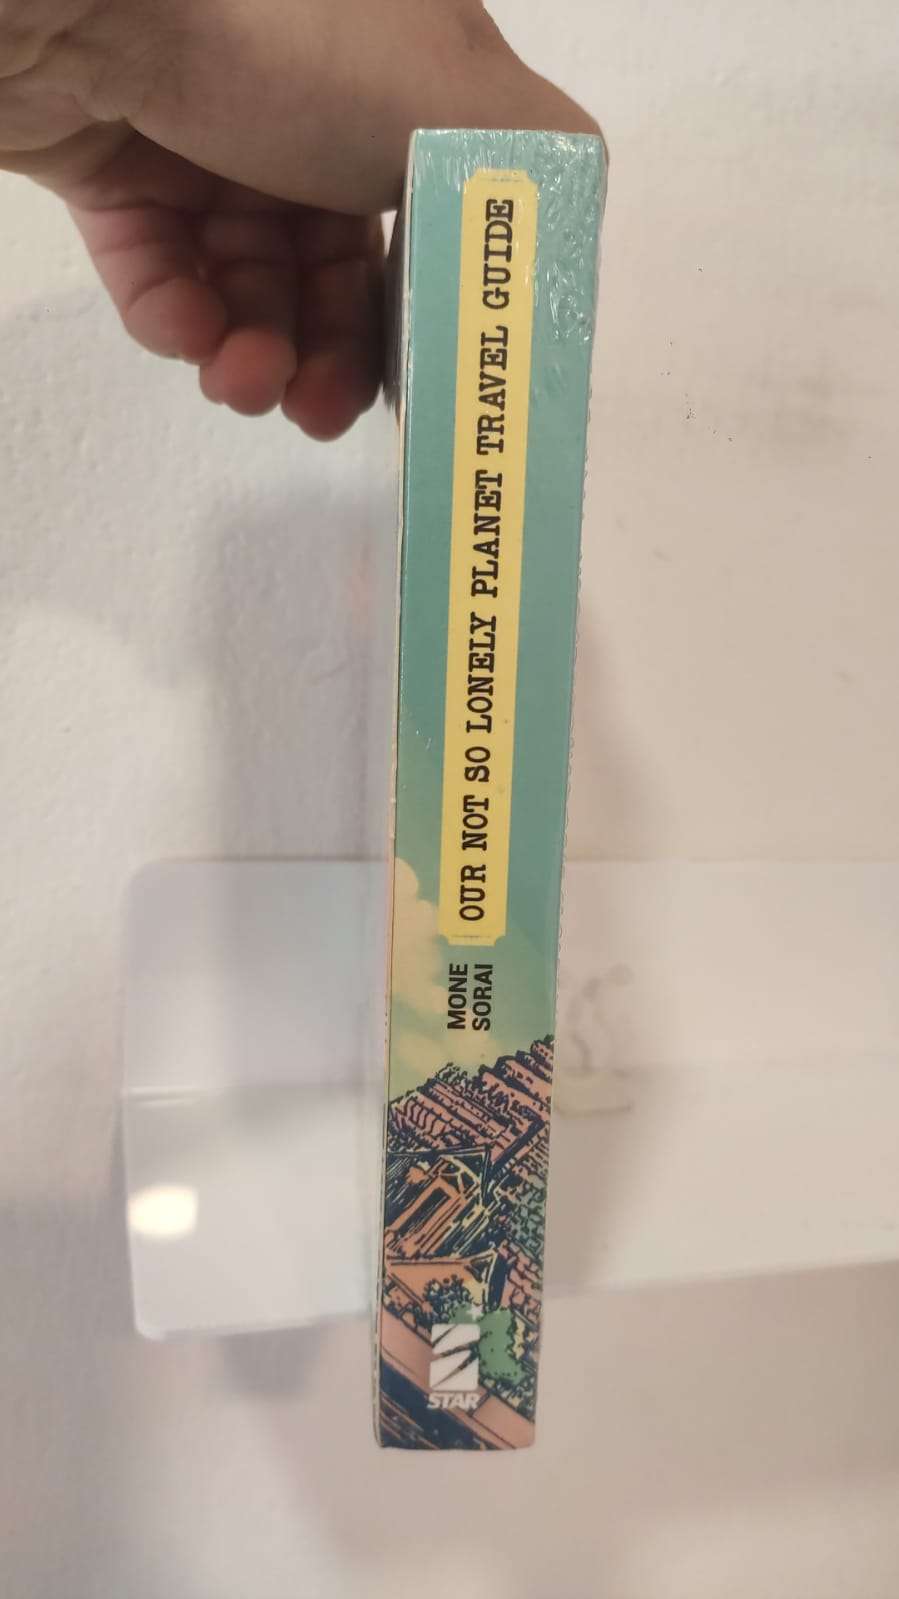 OUR NOT SO LONELY PLANET TRAVEL GUIDE
MONE
SORAI
STAR